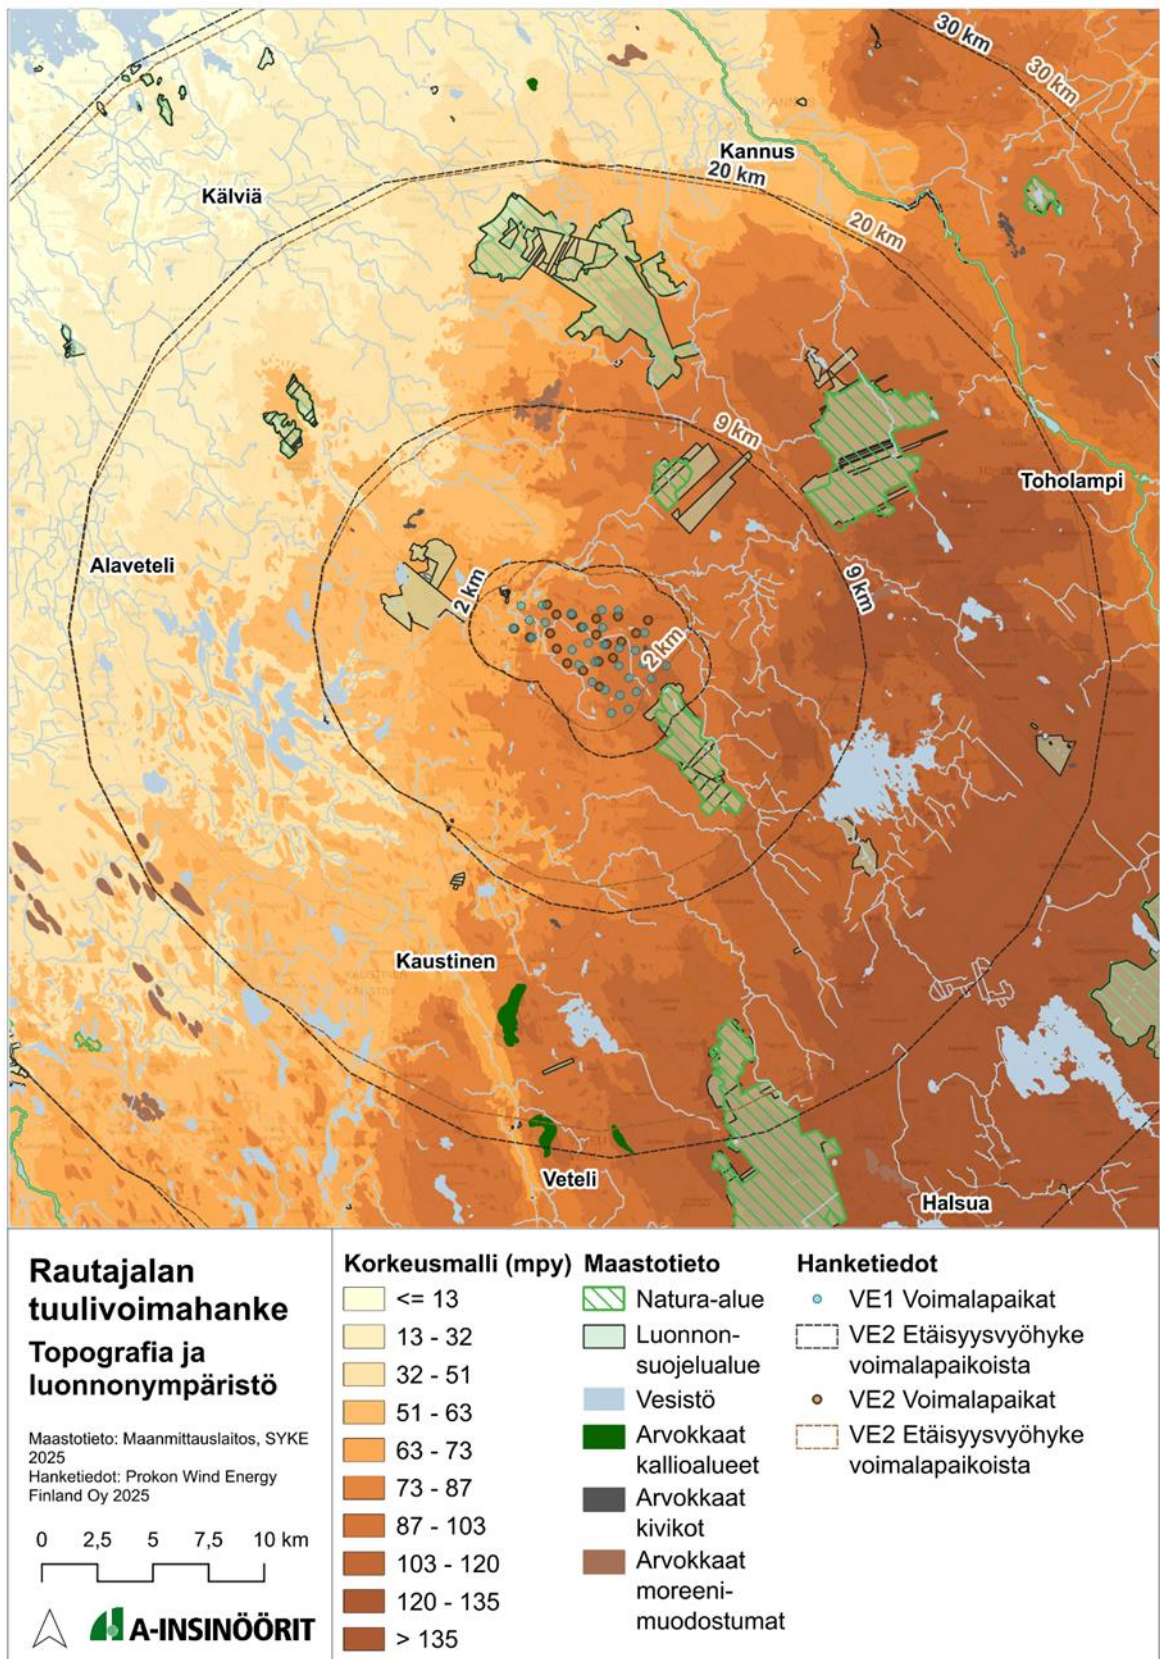 30 km
30 km
Kannus
20 km
Kälviä
20 km
9 km
Toholampi
Alaveteli
2 km
9 km
2 km
Kaustinen
Veteli
Halsua
Rautajalan
tuulivoimahanke
Topografia ja
luonnonympäristö
Maastotieto: Maanmittauslaitos, SYKE
2025
Hanketiedot: Prokon Wind Energy
Finland Oy 2025
0 2,5 5 7,5 10 km
A-INSINÖÖRIT
Korkeusmalli (mpy)
<= 13
13 - 32
32 - 51
51 - 63
63 - 73
73 - 87
87 - 103
103 - 120
120 - 135
> 135
Maastotieto
Natura-alue
Luonnon-
suojelualue
Vesistö
Arvokkaat
kallioalueet
Arvokkaat
kivikot
Arvokkaat
moreeni-
muodostumat
Hanketiedot
VE1 Voimalapaikat
VE2 Etäisyysvyöhyke
voimalapaikoista
VE2 Voimalapaikat
VE2 Etäisyysvyöhyke
voimalapaikoista